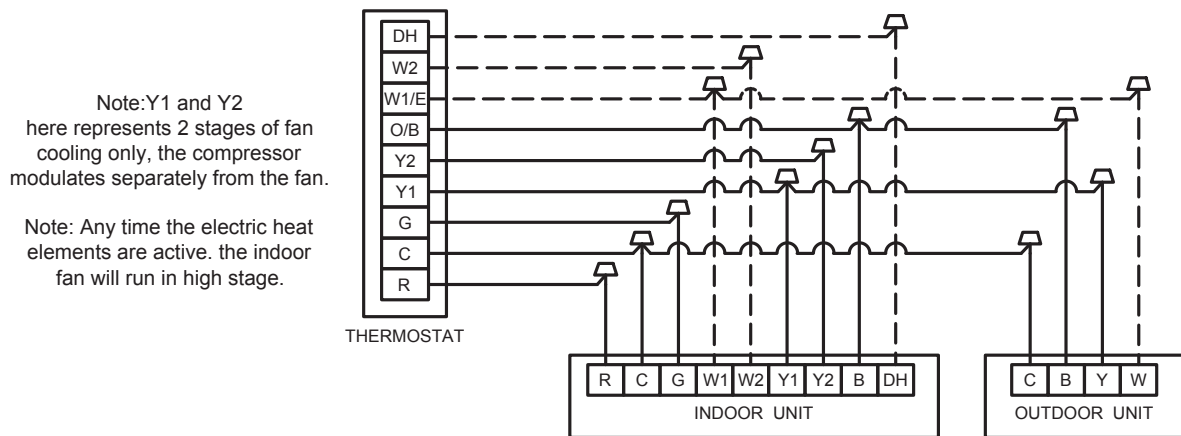 Note:Y1 and Y2
here represents 2 stages of fan
cooling only, the compressor
modulates separately from the fan.
Note: Any time the electric heat
elements are active. the indoor
fan will run in high stage.
DH
W2
W1/E
O/B
Y2
Y1
G
C
R
THERMOSTAT
R C G W1 W2 Y1 Y2 B DH
INDOOR UNIT
C B Y W
OUTDOOR UNIT